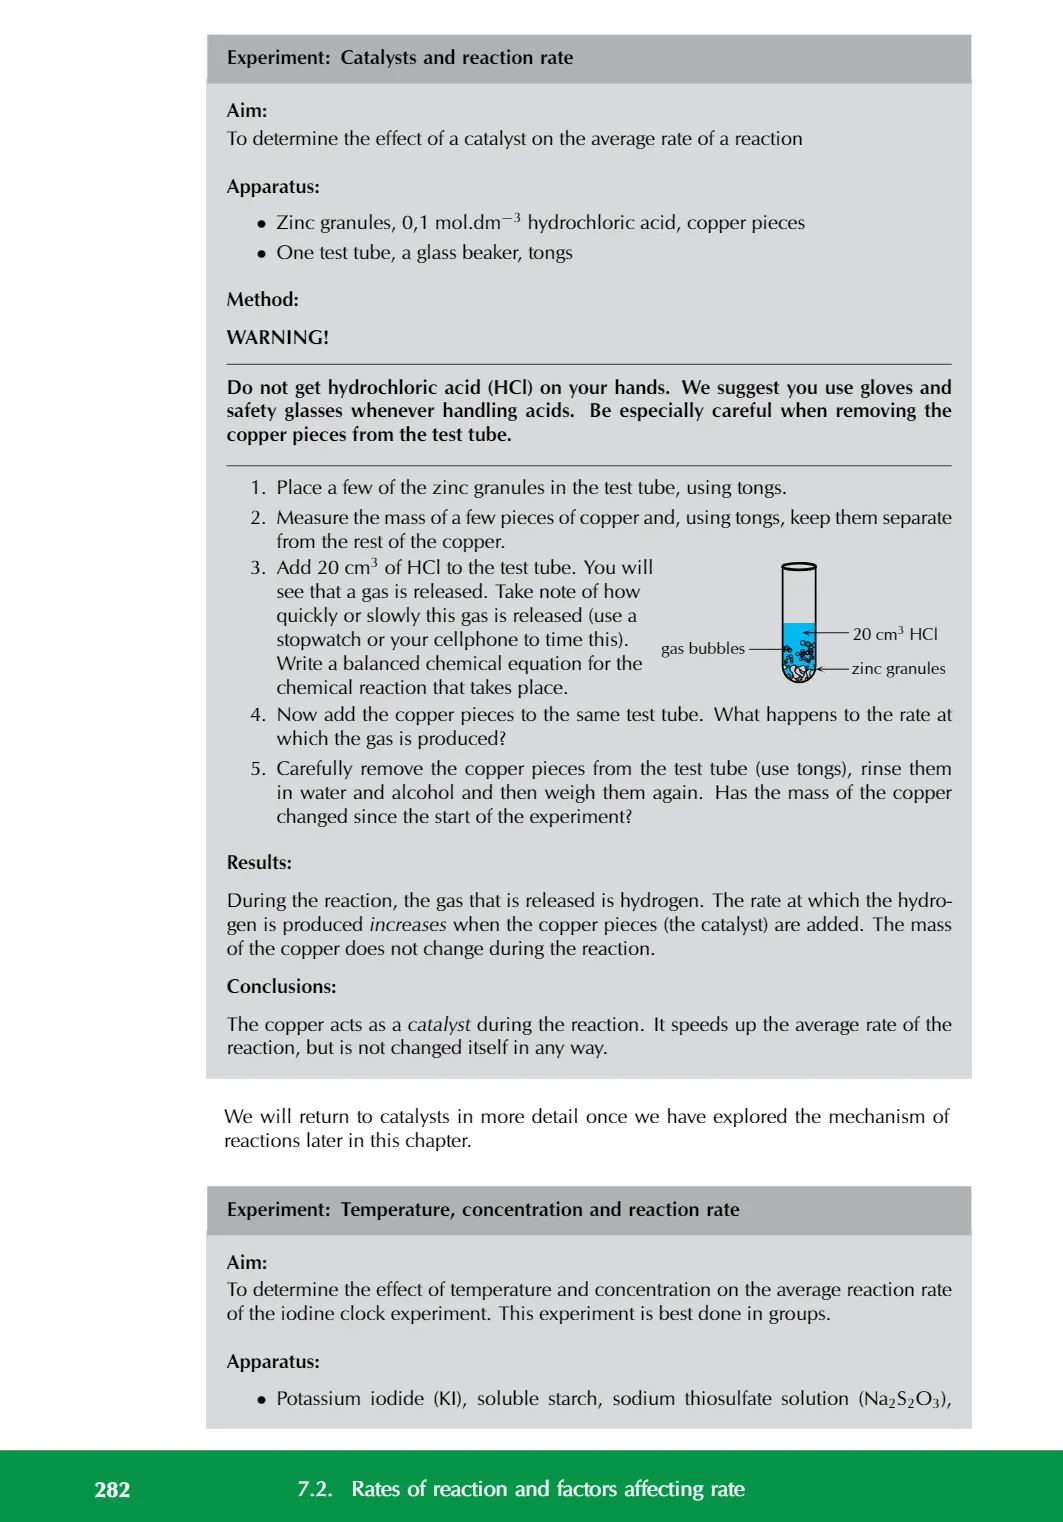 Experiment: Catalysts and reaction rate
Aim:
To determine the effect of a catalyst on the average rate of a reaction
Apparatus:
• Zinc granules, 0,1 mol.dm⁻³ hydrochloric acid, copper pieces
• One test tube, a glass beaker, tongs
Method:
WARNING!
Do not get hydrochloric acid (HCl) on your hands. We suggest you use gloves and
safety glasses whenever handling acids. Be especially careful when removing the
copper pieces from the test tube.
1. Place a few of the zinc granules in the test tube, using tongs.
2. Measure the mass of a few pieces of copper and, using tongs, keep them separate
from the rest of the copper.
3. Add 20 cm³ of HCl to the test tube. You will
see that a gas is released. Take note of how
quickly or slowly this gas is released (use a
stopwatch or your cellphone to time this).
Write a balanced chemical equation for the
chemical reaction that takes place.
20 cm³ HCl
gas bubbles
zinc granules
4. Now add the copper pieces to the same test tube. What happens to the rate at
which the gas is produced?
5. Carefully remove the copper pieces from the test tube (use tongs), rinse them
in water and alcohol and then weigh them again. Has the mass of the copper
changed since the start of the experiment?
Results:
During the reaction, the gas that is released is hydrogen. The rate at which the hydro-
gen is produced increases when the copper pieces (the catalyst) are added. The mass
of the copper does not change during the reaction.
Conclusions:
The copper acts as a catalyst during the reaction. It speeds up the average rate of the
reaction, but is not changed itself in any way.
We will return to catalysts in more detail once we have explored the mechanism of
reactions later in this chapter.
Experiment: Temperature, concentration and reaction rate
Aim:
To determine the effect of temperature and concentration on the average reaction rate
of the iodine clock experiment. This experiment is best done in groups.
Apparatus:
• Potassium iodide (KI), soluble starch, sodium thiosulfate solution (Na₂S₂O₃),
282 7.2. Rates of reaction and factors affecting rate